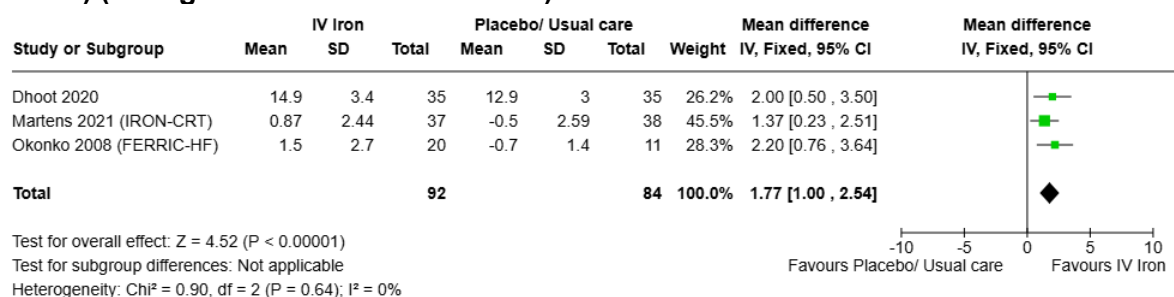 IV Iron Placebo/ Usual care Mean difference Mean difference
Study or Subgroup Mean SD Total Mean SD Total Weight IV, Fixed, 95% CI IV, Fixed, 95% CI
Dhoot 2020 14.9 3.4 35 12.9 3 35 26.2% 2.00 [0.50 , 3.50]
Martens 2021 (IRON-CRT) 0.87 2.44 37 -0.5 2.59 38 45.5% 1.37 [0.23 , 2.51]
Okonko 2008 (FERRIC-HF) 1.5 2.7 20 -0.7 1.4 11 28.3% 2.20 [0.76 , 3.64]
Total 92 84 100.0% 1.77 [1.00 , 2.54]
Test for overall effect: Z = 4.52 (P < 0.00001)
-10 -5 0 5 10
Test for subgroup differences: Not applicable Favours Placebo/ Usual care Favours IV Iron
Heterogeneity: Chi² = 0.90, df = 2 (P = 0.64); I² = 0%